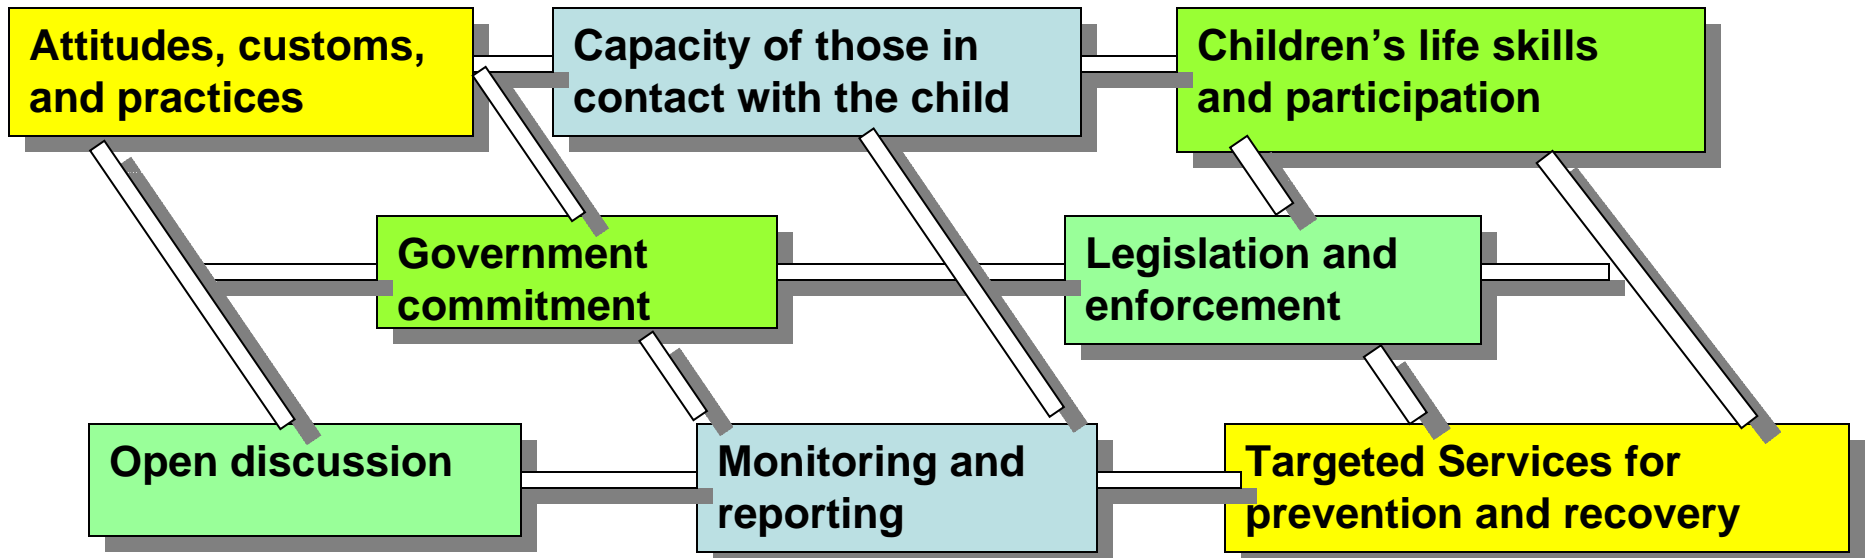 Attitudes, customs,
and practices
Capacity of those in
contact with the child
Children’s life skills
and participation
Government
commitment
Legislation and
enforcement
Open discussion
Monitoring and
reporting
Targeted Services for
prevention and recovery